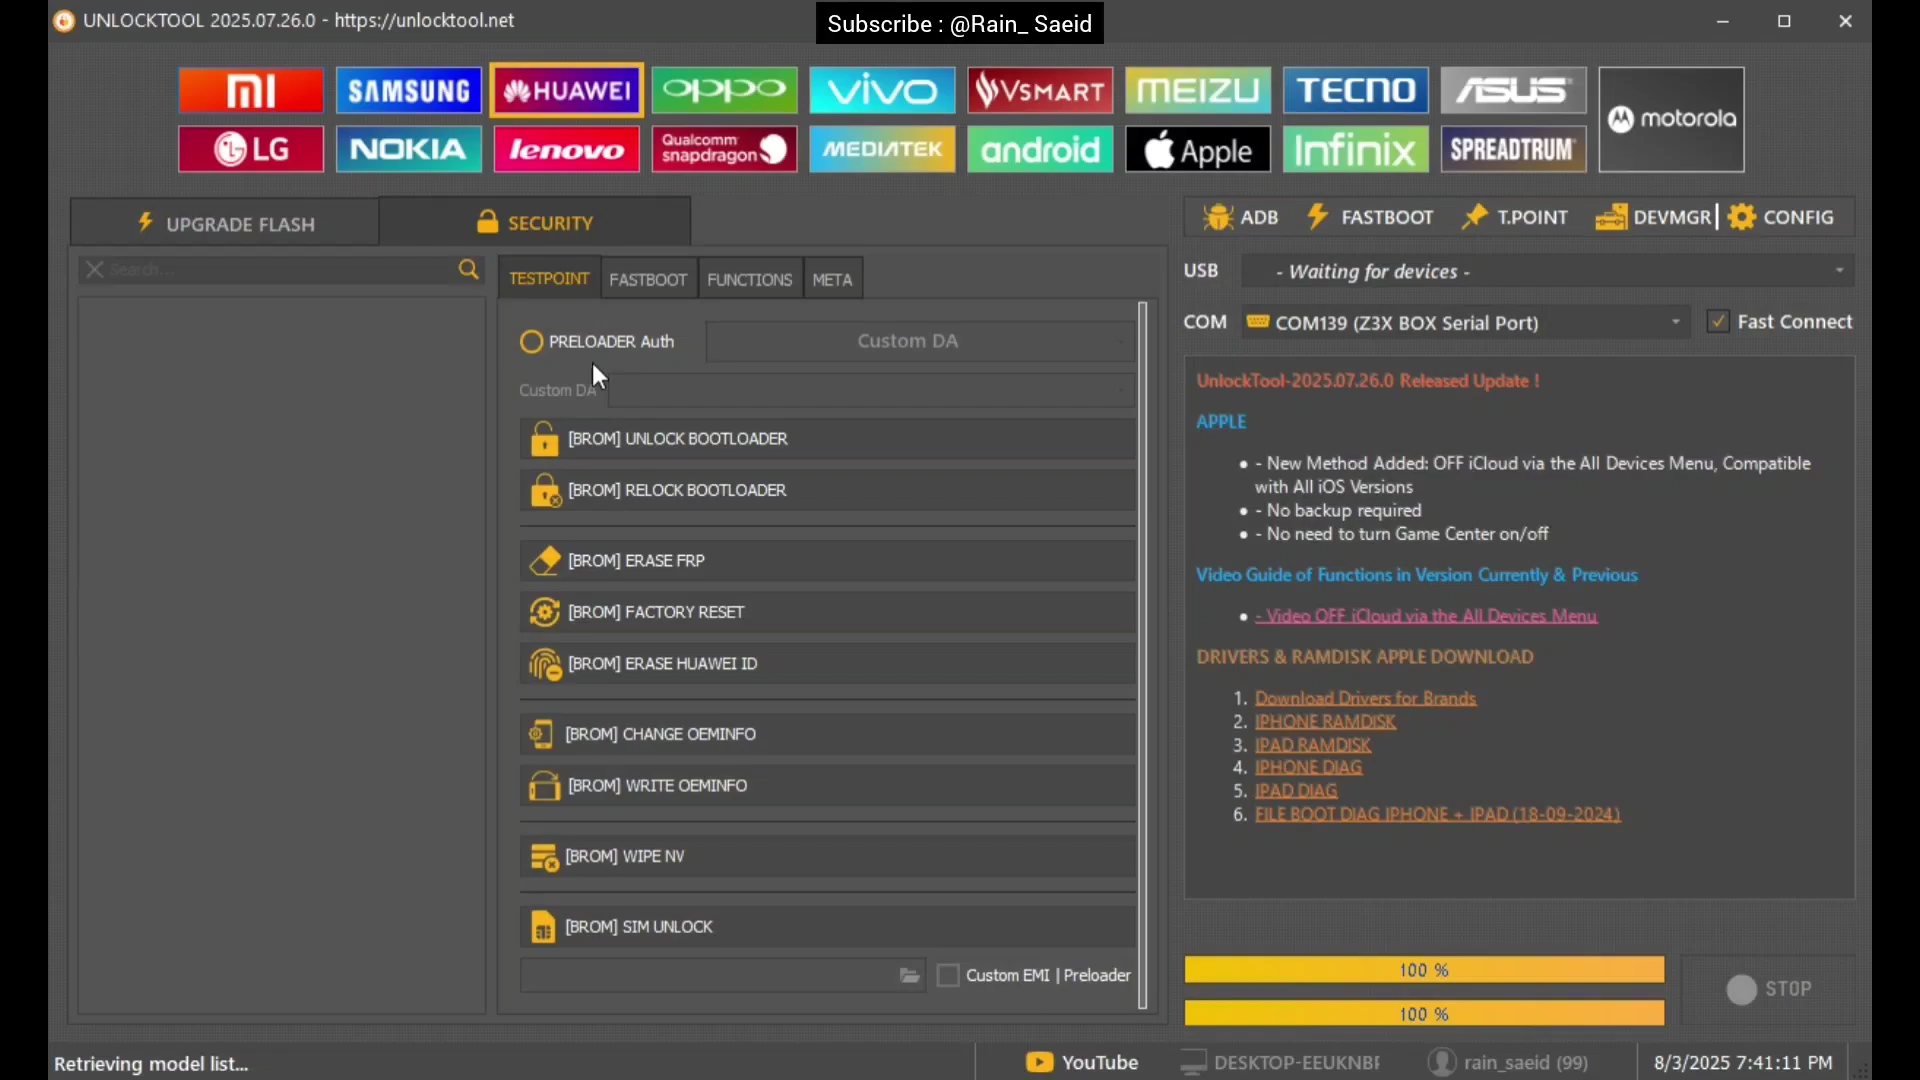 UNLOCKTOOL 2025.07.26.0 - https://unlocktool.net
Subscribe : @Rain_ Saeid
MI SAMSUNG HUAWEI oppo vivo VSMART MEIZU TECNO ASUS motorola
LG NOKIA lenovo Qualcomm snapdragon MEDIATEK android Apple Infinix SPREADTRUM
UPGRADE FLASH SECURITY
ADB FASTBOOT T.POINT DEVMGR CONFIG
Search...
TESTPOINT FASTBOOT FUNCTIONS META
USB - Waiting for devices -
COM COM139 (Z3X BOX Serial Port) Fast Connect
PRELOADER Auth Custom DA
Custom DA
[BROM] UNLOCK BOOTLOADER
[BROM] RELOCK BOOTLOADER
[BROM] ERASE FRP
[BROM] FACTORY RESET
[BROM] ERASE HUAWEI ID
[BROM] CHANGE OEMINFO
[BROM] WRITE OEMINFO
[BROM] WIPE NV
[BROM] SIM UNLOCK
Custom EMI | Preloader
UnlockTool-2025.07.26.0 Released Update !
APPLE
- New Method Added: OFF iCloud via the All Devices Menu, Compatible
with All iOS Versions
- No backup required
- No need to turn Game Center on/off
Video Guide of Functions in Version Currently & Previous
- Video OFF iCloud via the All Devices Menu
DRIVERS & RAMDISK APPLE DOWNLOAD
1. Download Drivers for Brands
2. IPHONE RAMDISK
3. IPAD RAMDISK
4. IPHONE DIAG
5. IPAD DIAG
6. FILE BOOT DIAG IPHONE + IPAD (18-09-2024)
100 %
100 %
STOP
Retrieving model list...
YouTube
DESKTOP-EEUKNBF
rain_saeid (99)
8/3/2025 7:41:11 PM